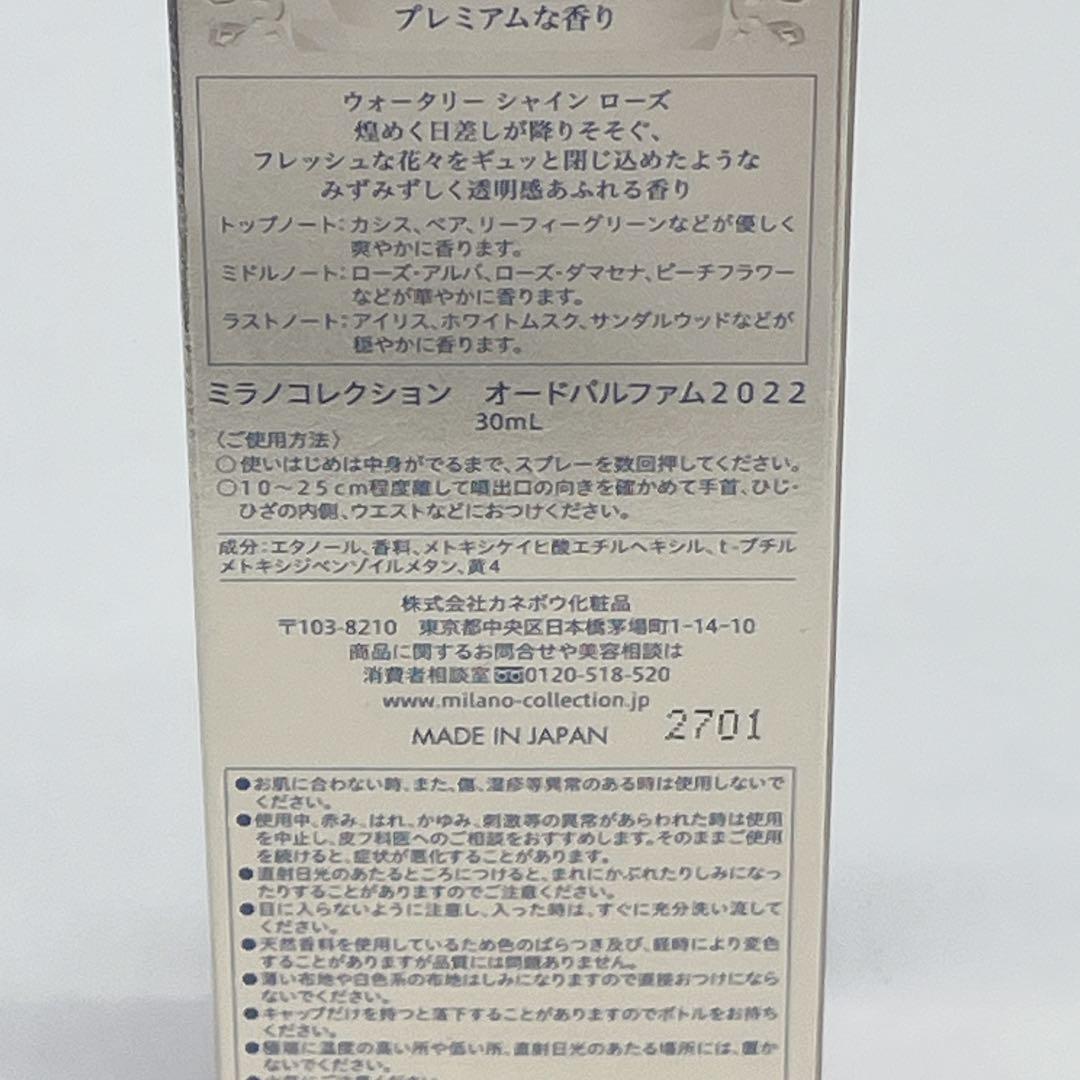 プレミアムな香り
ウォータリー シャイン ローズ
煌めく日差しが降りそそぐ、
フレッシュな花々をギュッと閉じ込めたような
みずみずしく透明感あふれる香り
トップノート:カシス、ペア、リーフィーグリーンなどが優しく
爽やかに香ります。
ミドルノート:ローズ・アルバ、ローズ・ダマセナ、ピーチフラワー
などが華やかに香ります。
ラストノート:アイリス、ホワイトムスク、サンダルウッドなどが
穏やかに香ります。
ミラノコレクション オードパルファム2022
30mL
〈ご使用方法〉
○使いはじめは中身がでるまで、スプレーを数回押してください。
○10〜25cm程度離して噴出口の向きを確かめて手首、ひじ・
ひざの内側、ウエストなどにおつけください。
成分:エタノール、香料、メトキシケイヒ酸エチルヘキシル、t-ブチル
メトキシジベンゾイルメタン、黄4
株式会社カネボウ化粧品
〒103-8210 東京都中央区日本橋茅場町1-14-10
商品に関するお問合せや美容相談は
消費者相談室 0120-518-520
www.milano-collection.jp
MADE IN JAPAN 2701
●お肌に合わない時、また、傷、湿疹等異常のある時は使用しないで
ください。
●使用中、赤み、はれ、かゆみ、刺激等の異常があらわれた時は使用
を中止し、皮フ科医へのご相談をおすすめします。そのままご使用
を続けると、症状が悪化することがあります。
●直射日光のあたるところにつけると、まれにかぶれたりしみになっ
たりすることがありますのでご注意ください。
●目に入らないように注意し、入った時は、すぐに充分洗い流して
ください。
●天然香料を使用しているため色のばらつき及び、経時により変色
することがありますが品質には問題ありません。
●薄い布地や白色系の布地はしみになりますので直接おつけになら
ないでください。
●キャップだけを持つと落下することがありますのでボトルをお持ち
ください。
●極端に温度の高い所や低い所、直射日光のあたる場所には、置か
ないでください。